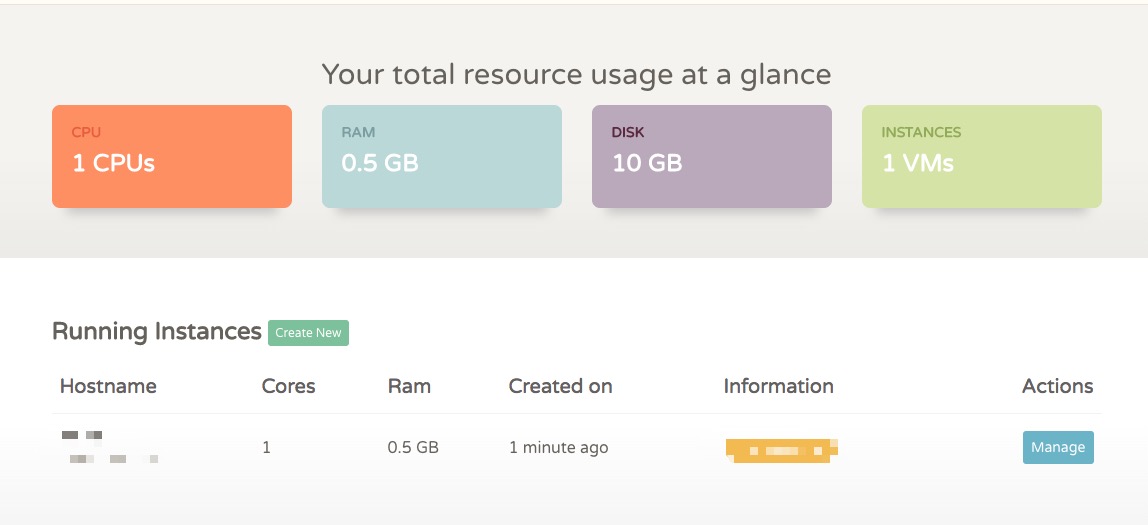 Your total resource usage at a glance
CPU
1 CPUs
RAM
0.5 GB
DISK
10 GB
INSTANCES
1 VMs
Running Instances Create New
Hostname Cores Ram Created on Information Actions
1 0.5 GB 1 minute ago Manage